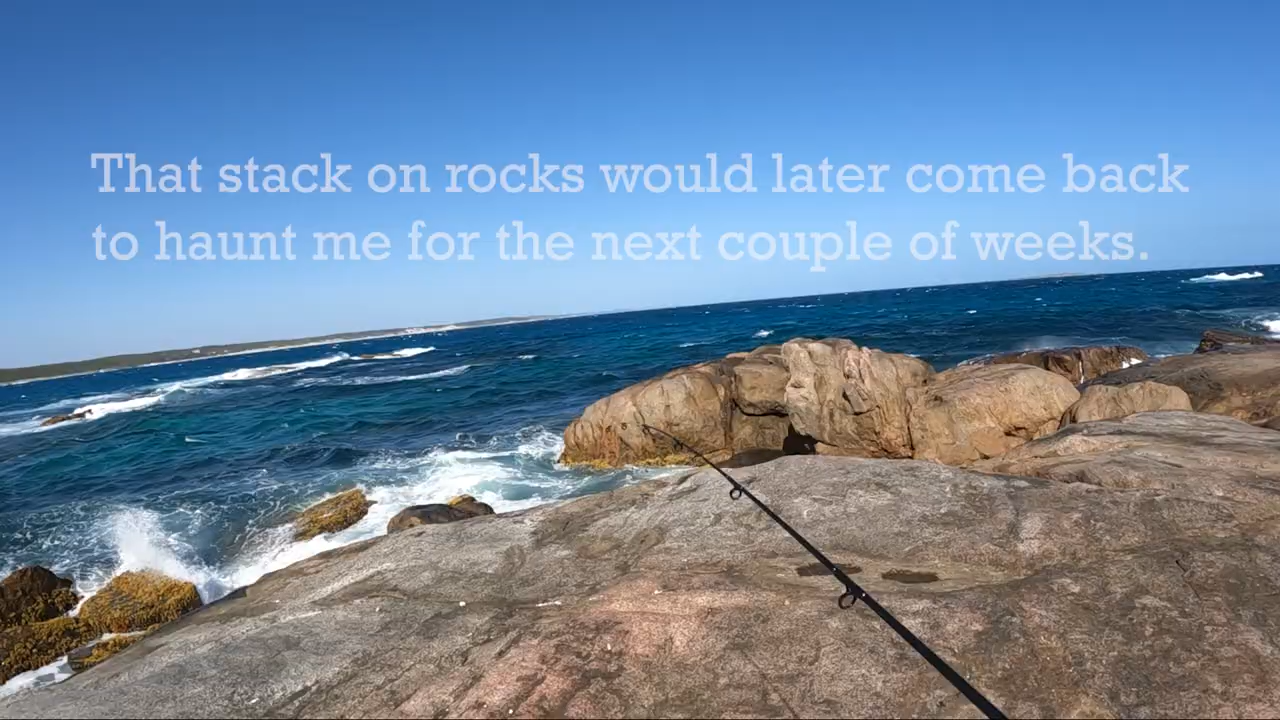 That stack on rocks would later come back
to haunt me for the next couple of weeks.